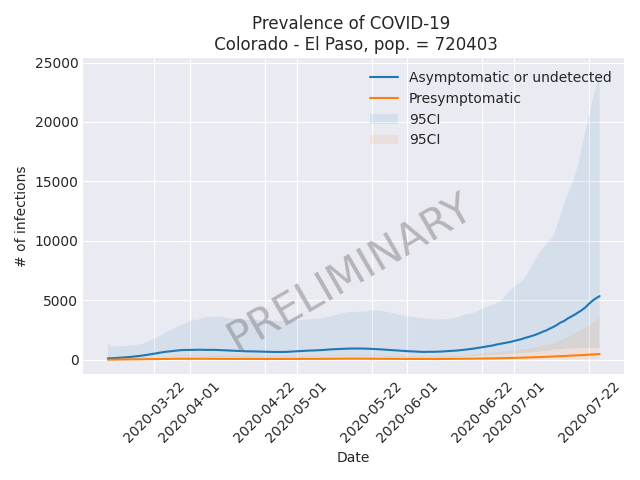 Prevalence of COVID-19
Colorado - El Paso, pop. = 720403
25000
20000
15000
10000
5000
0
# of infections
Asymptomatic or undetected
Presymptomatic
95CI
95CI
PRELIMINARY
2020-03-22
2020-04-01
2020-04-22
2020-05-01
2020-05-22
2020-06-01
2020-06-22
2020-07-01
2020-07-22
Date